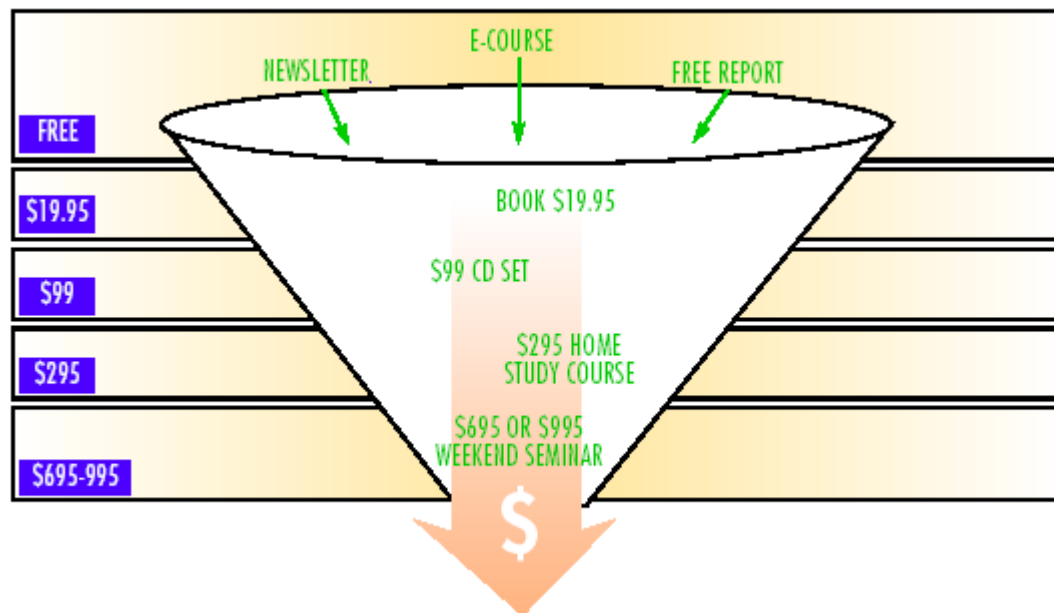 E-COURSE
NEWSLETTER
FREE REPORT
FREE
$19.95
BOOK $19.95
$99
$99 CD SET
$295
$295 HOME
STUDY COURSE
$695-995
$695 OR $995
WEEKEND SEMINAR
$